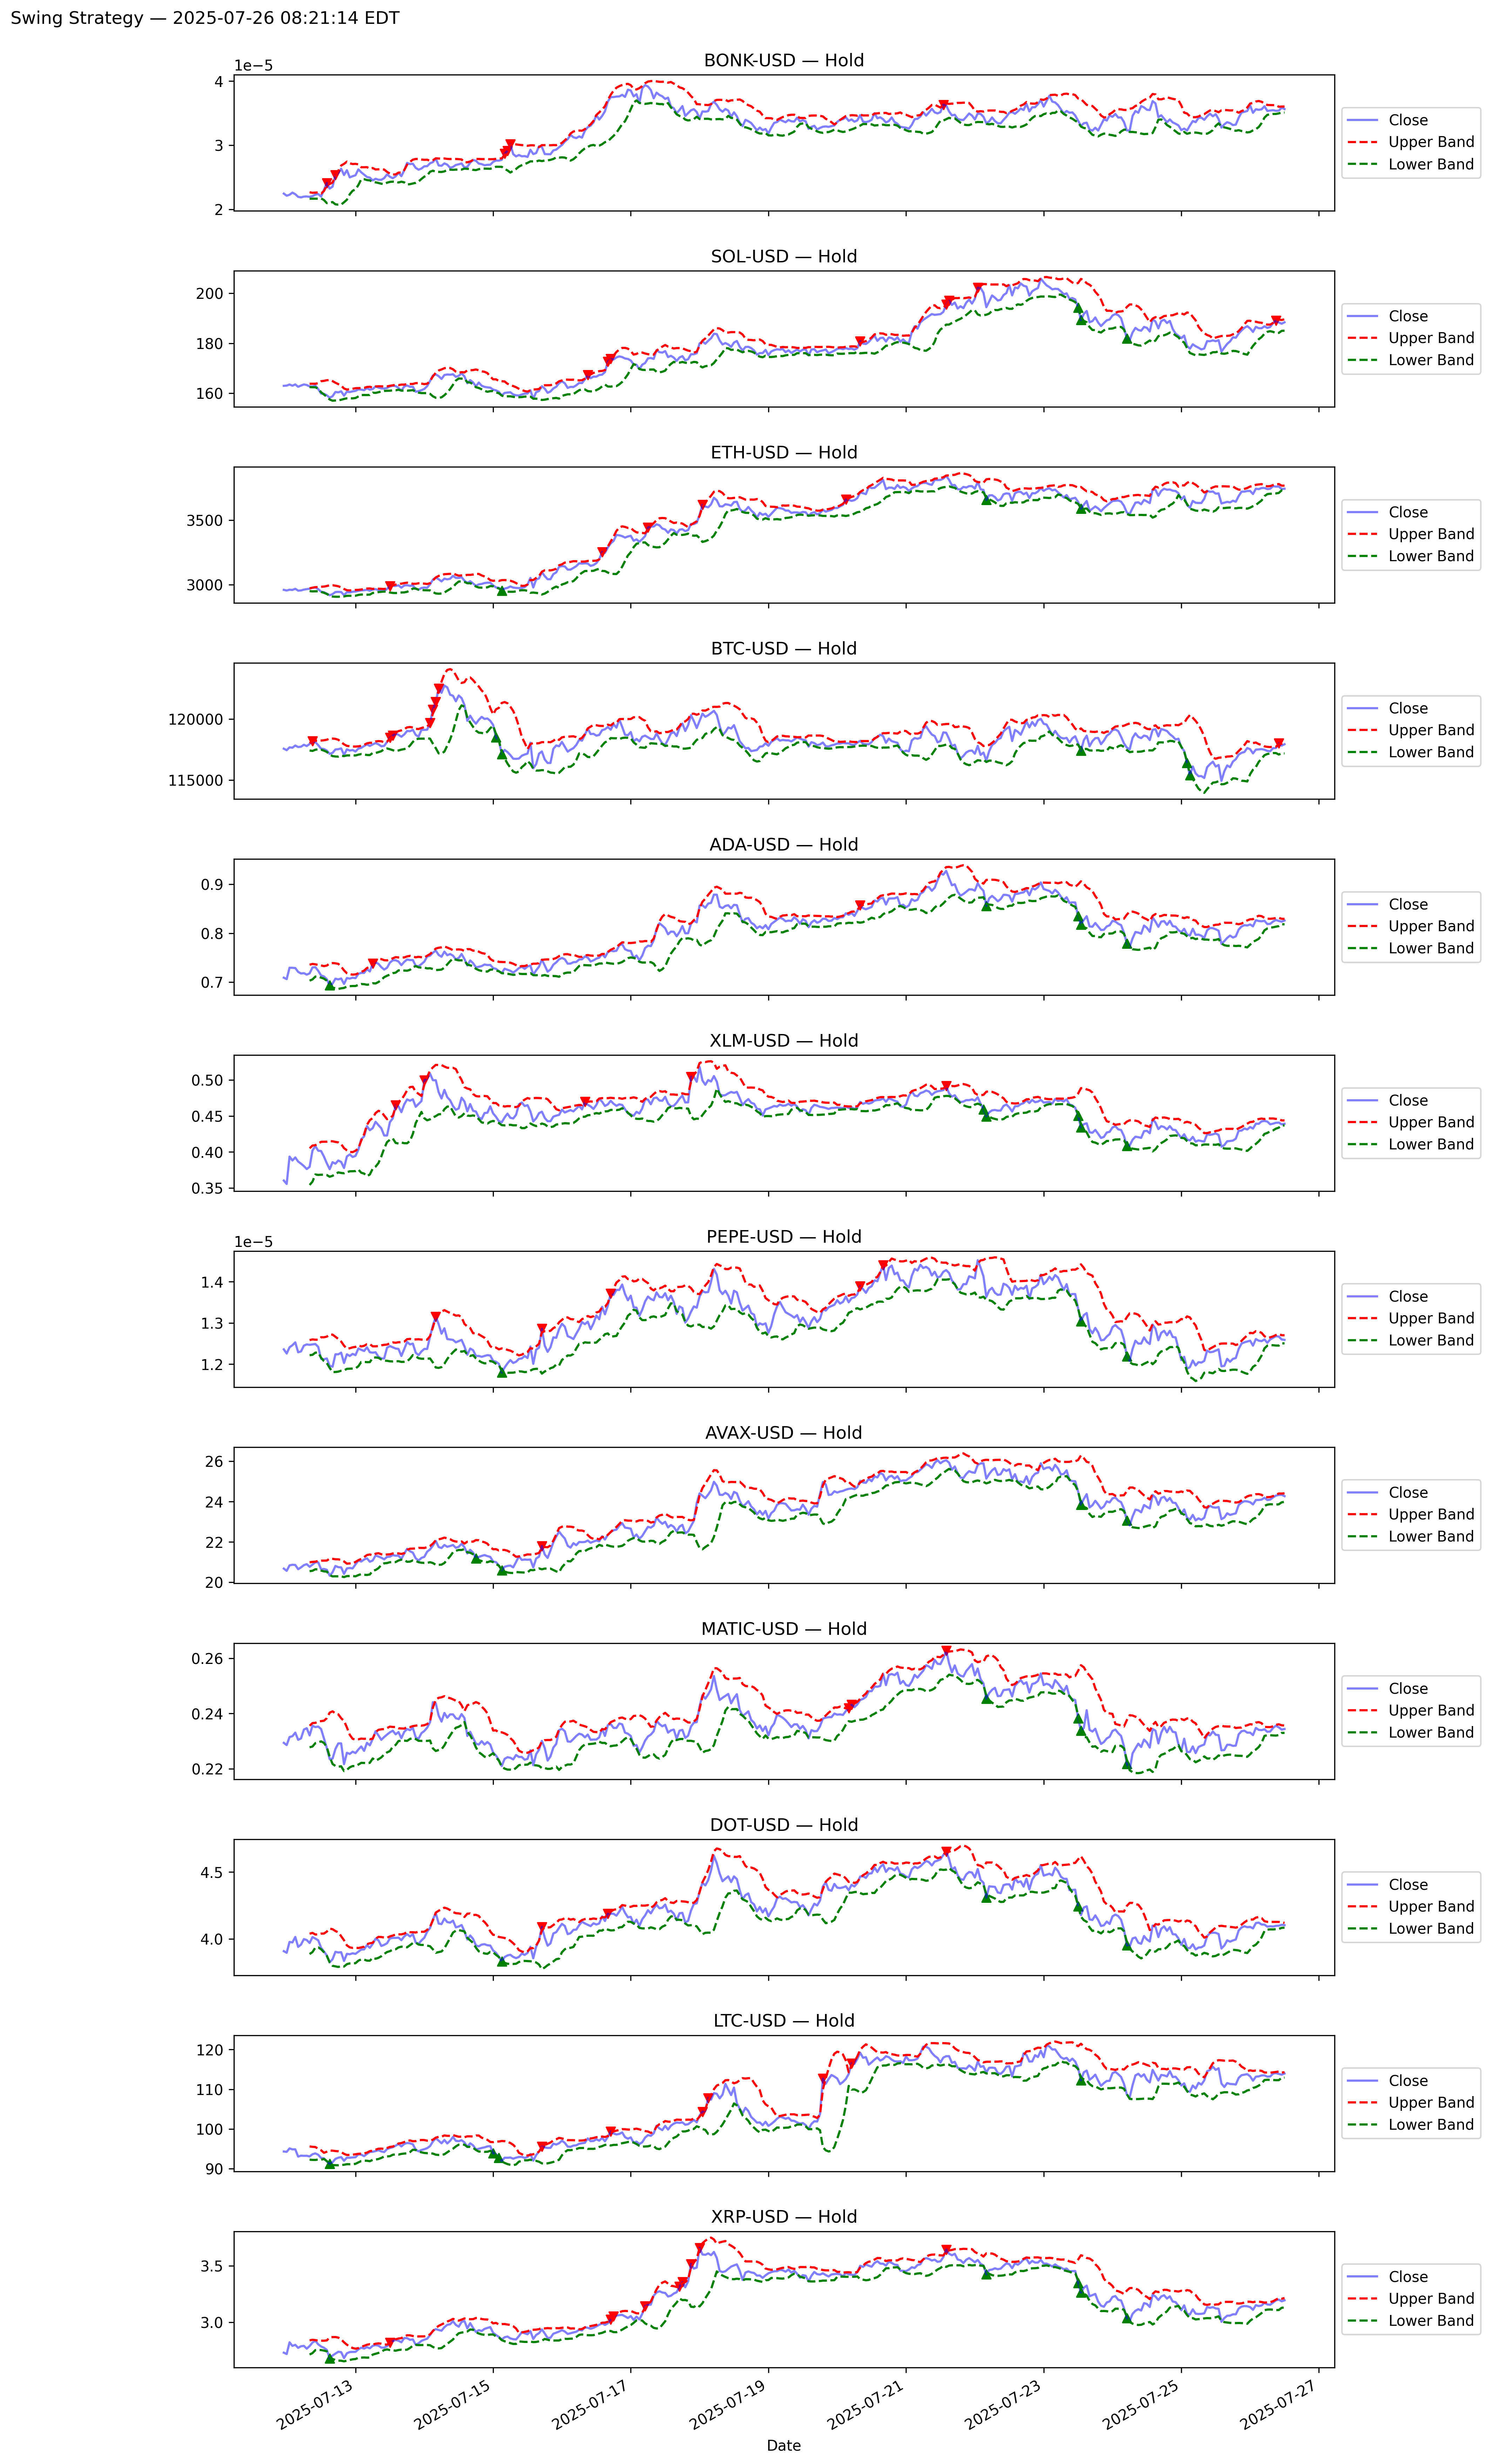 Swing Strategy — 2025-07-26 08:21:14 EDT
BONK-USD — Hold
1e−5
4
3
2
Close
Upper Band
Lower Band
SOL-USD — Hold
200
180
160
Close
Upper Band
Lower Band
ETH-USD — Hold
3500
3000
Close
Upper Band
Lower Band
BTC-USD — Hold
120000
115000
Close
Upper Band
Lower Band
ADA-USD — Hold
0.9
0.8
0.7
Close
Upper Band
Lower Band
XLM-USD — Hold
0.50
0.45
0.40
0.35
Close
Upper Band
Lower Band
PEPE-USD — Hold
1e−5
1.4
1.3
1.2
Close
Upper Band
Lower Band
AVAX-USD — Hold
26
24
22
20
Close
Upper Band
Lower Band
MATIC-USD — Hold
0.26
0.24
0.22
Close
Upper Band
Lower Band
DOT-USD — Hold
4.5
4.0
Close
Upper Band
Lower Band
LTC-USD — Hold
120
110
100
90
Close
Upper Band
Lower Band
XRP-USD — Hold
3.5
3.0
Close
Upper Band
Lower Band
2025-07-13
2025-07-15
2025-07-17
2025-07-19
2025-07-21
2025-07-23
2025-07-25
2025-07-27
Date